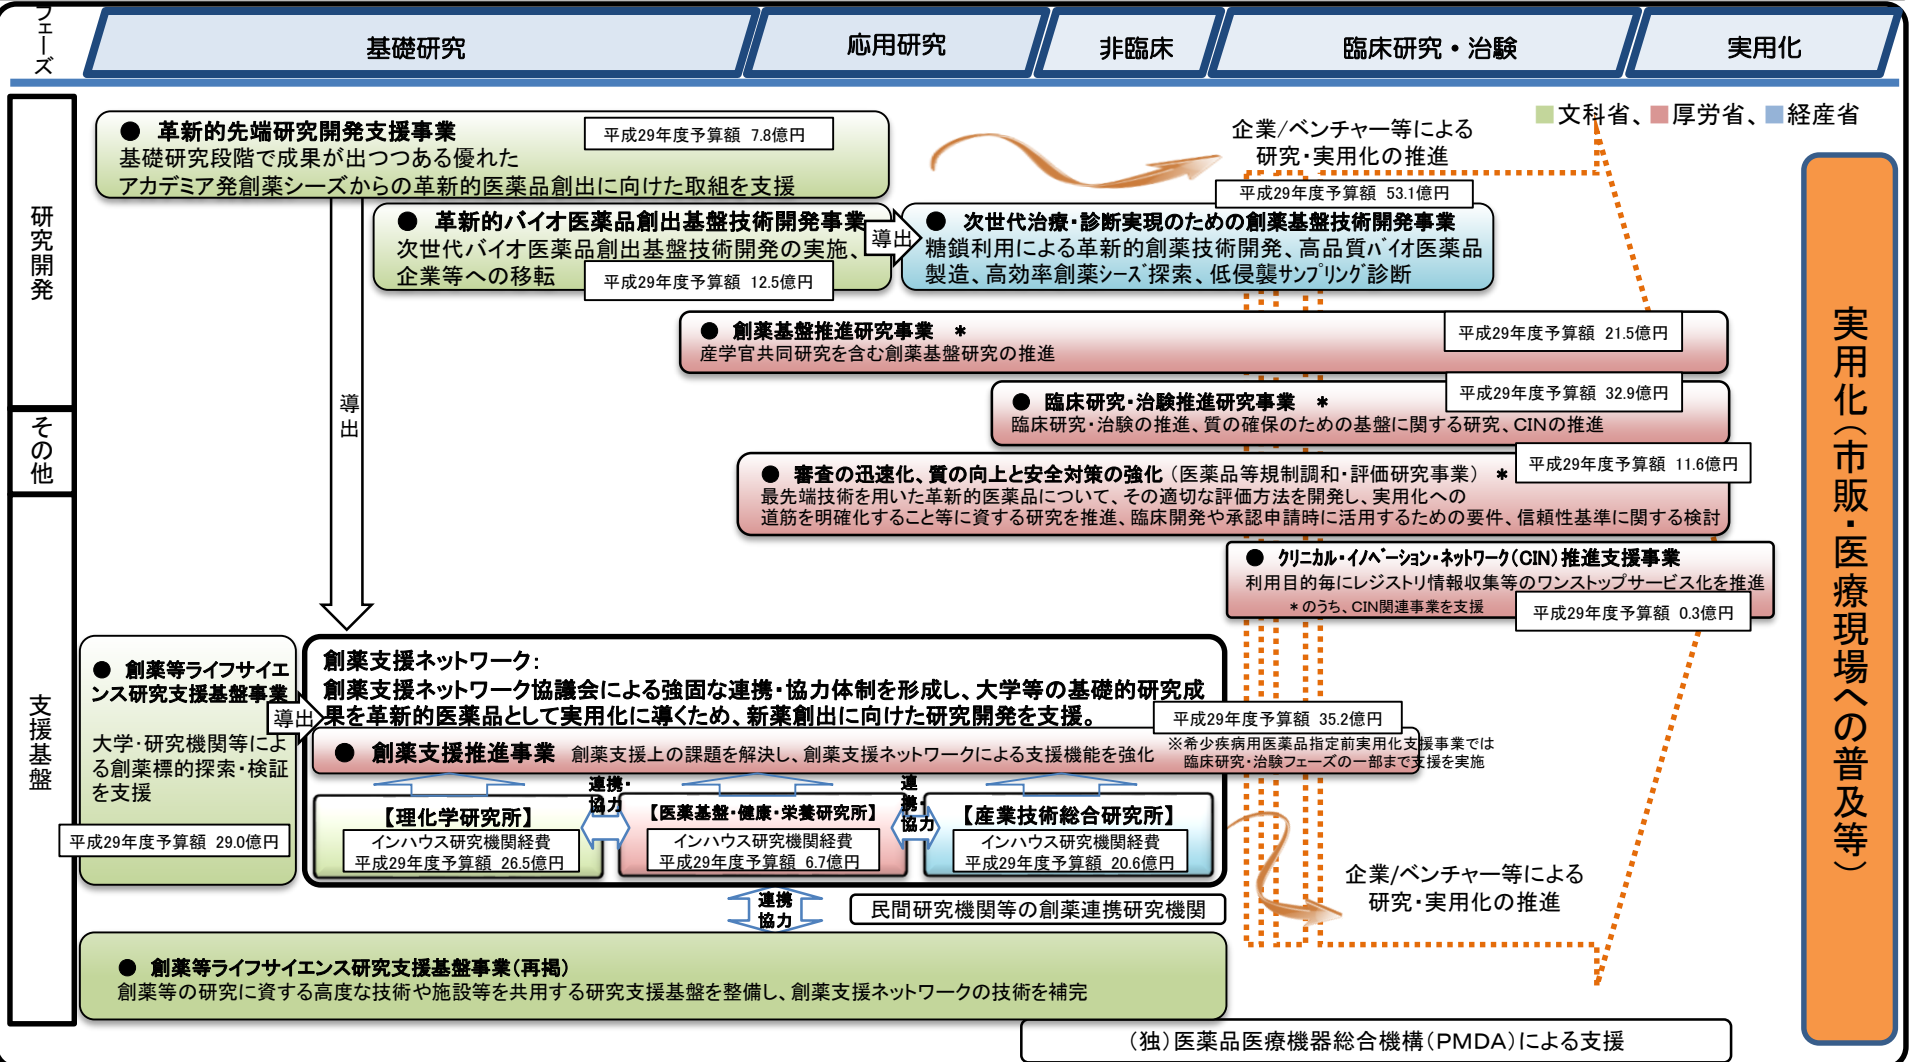 フェーズ
基礎研究
応用研究
非臨床
臨床研究・治験
実用化
文科省、厚労省、経産省
研究開発
● 革新的先端研究開発支援事業
平成29年度予算額 7.8億円
基礎研究段階で成果が出つつある優れた
アカデミア発創薬シーズからの革新的医薬品創出に向けた取組を支援
企業/ベンチャー等による
研究・実用化の推進
● 革新的バイオ医薬品創出基盤技術開発事業
次世代バイオ医薬品創出基盤技術開発の実施、
企業等への移転
平成29年度予算額 12.5億円
導出
平成29年度予算額 53.1億円
● 次世代治療・診断実現のための創薬基盤技術開発事業
糖鎖利用による革新的創薬技術開発、高品質バイオ医薬品
製造、高効率創薬シーズ探索、低侵襲サンプリング診断
● 創薬基盤推進研究事業 *
平成29年度予算額 21.5億円
産学官共同研究を含む創薬基盤研究の推進
導出
● 臨床研究・治験推進研究事業 *
平成29年度予算額 32.9億円
臨床研究・治験の推進、質の確保のための基盤に関する研究、CINの推進
その他
● 審査の迅速化、質の向上と安全対策の強化(医薬品等規制調和・評価研究事業) *
平成29年度予算額 11.6億円
最先端技術を用いた革新的医薬品について、その適切な評価方法を開発し、実用化への
道筋を明確化すること等に資する研究を推進、臨床開発や承認申請時に活用するための要件、信頼性基準に関する検討
支援基盤
● クリニカル・イノベーション・ネットワーク(CIN)推進支援事業
利用目的毎にレジストリ情報収集等のワンストップサービス化を推進
*のうち、CIN関連事業を支援
平成29年度予算額 0.3億円
実用化(市販・医療現場への普及等)
● 創薬等ライフサイエ
ンス研究支援基盤事業
大学・研究機関等によ
る創薬標的探索・検証
を支援
平成29年度予算額 29.0億円
導出
創薬支援ネットワーク:
創薬支援ネットワーク協議会による強固な連携・協力体制を形成し、大学等の基礎的研究成
果を革新的医薬品として実用化に導くため、新薬創出に向けた研究開発を支援。
平成29年度予算額 35.2億円
● 創薬支援推進事業 創薬支援上の課題を解決し、創薬支援ネットワークによる支援機能を強化
※希少疾病用医薬品指定前実用化支援事業では
臨床研究・治験フェーズの一部まで支援を実施
【理化学研究所】
インハウス研究機関経費
平成29年度予算額 26.5億円
連携・
協力
【医薬基盤・健康・栄養研究所】
インハウス研究機関経費
平成29年度予算額 6.7億円
連携・
協力
【産業技術総合研究所】
インハウス研究機関経費
平成29年度予算額 20.6億円
企業/ベンチャー等による
研究・実用化の推進
連携
協力
民間研究機関等の創薬連携研究機関
● 創薬等ライフサイエンス研究支援基盤事業(再掲)
創薬等の研究に資する高度な技術や施設等を共用する研究支援基盤を整備し、創薬支援ネットワークの技術を補完
(独)医薬品医療機器総合機構(PMDA)による支援